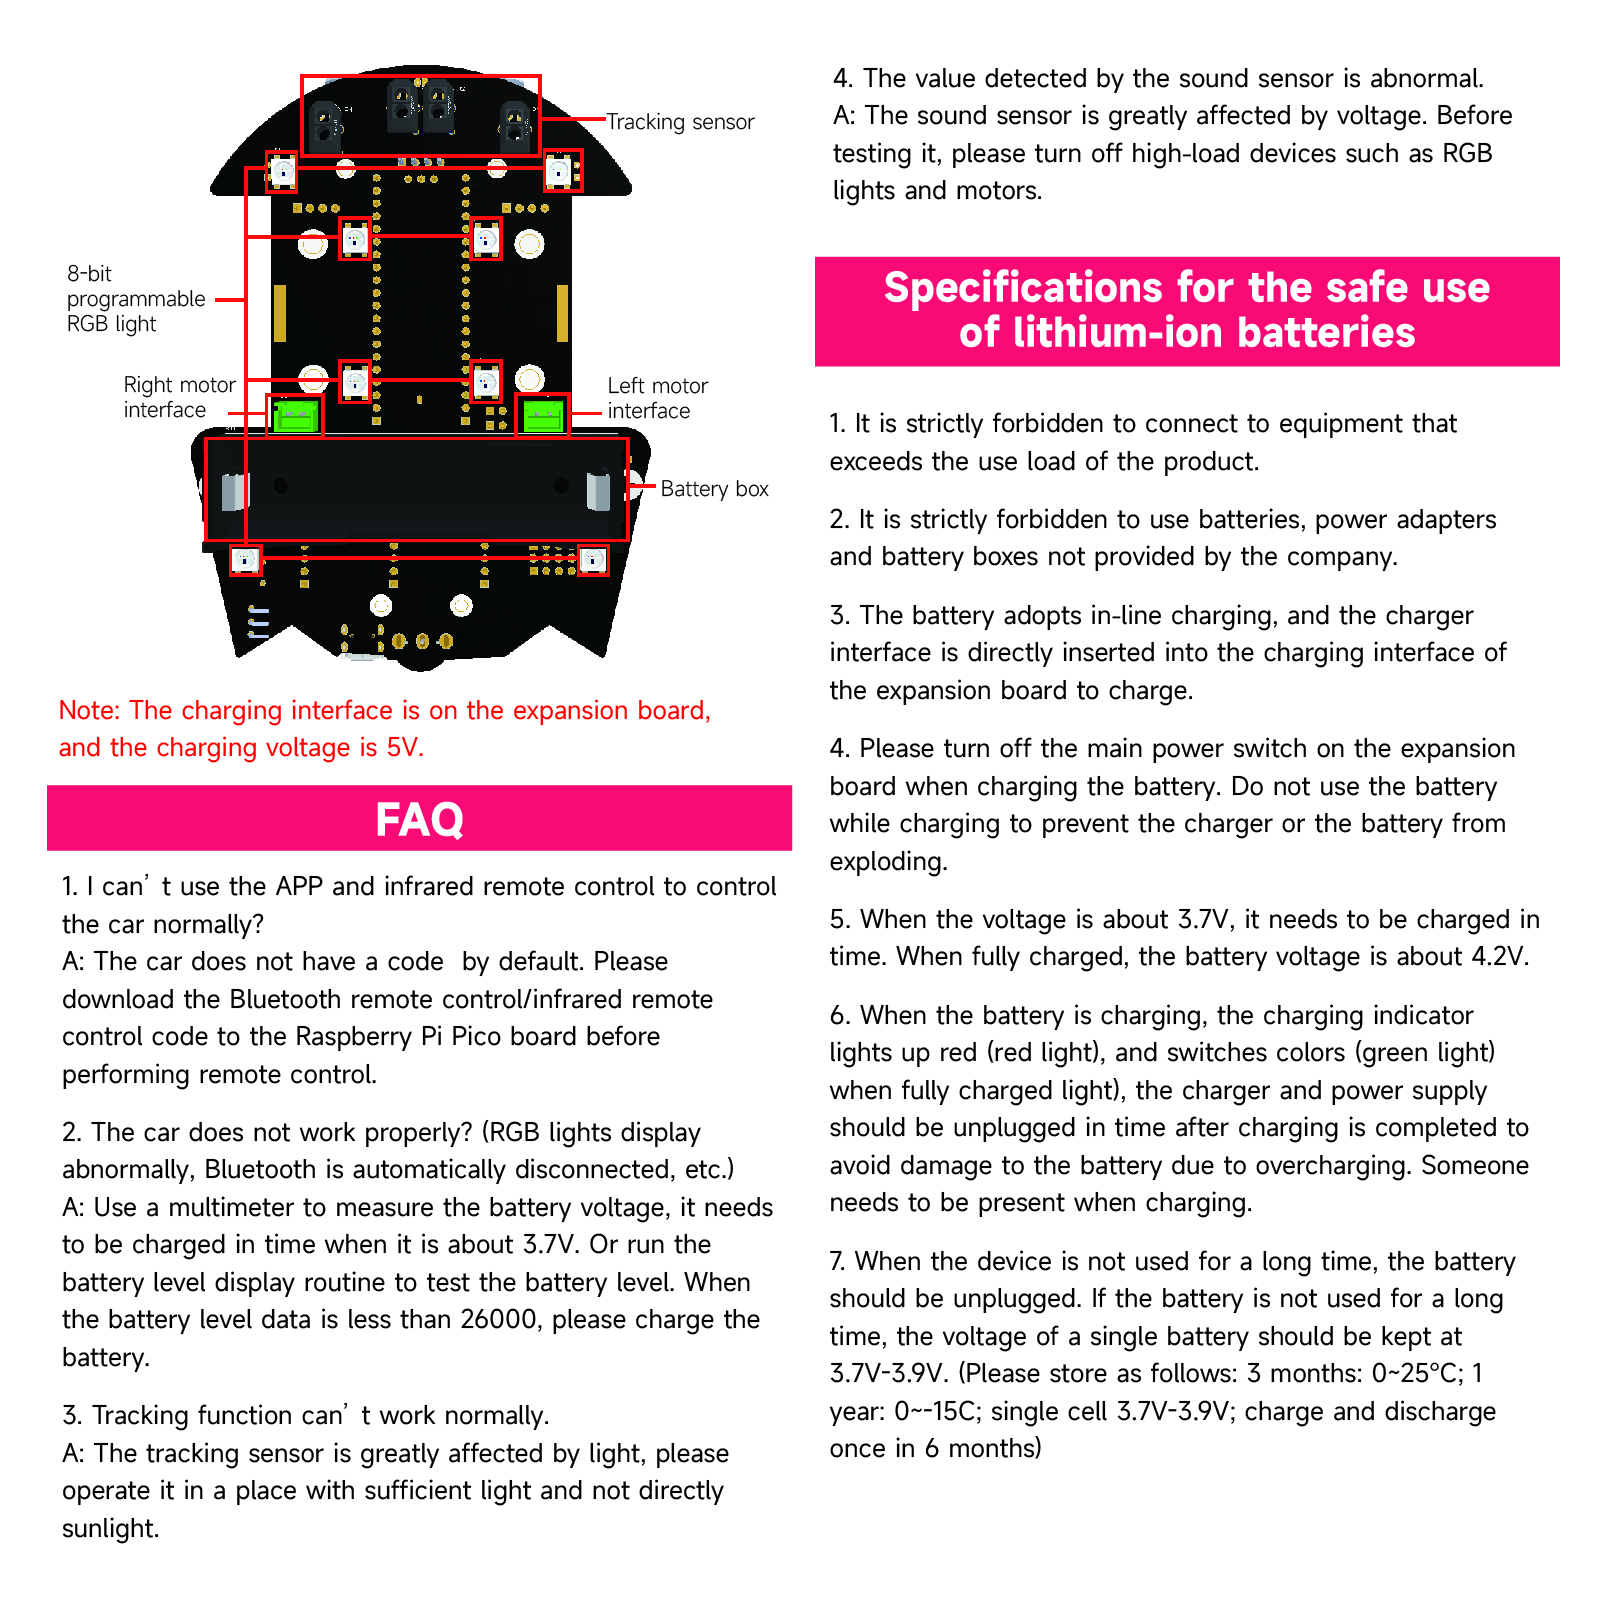 Tracking sensor
8-bit
programmable
RGB light
Right motor
interface
Left motor
interface
Battery box
Note: The charging interface is on the expansion board,
and the charging voltage is 5V.
FAQ
1. I can’ t use the APP and infrared remote control to control
the car normally?
A: The car does not have a code  by default. Please
download the Bluetooth remote control/infrared remote
control code to the Raspberry Pi Pico board before
performing remote control.
2. The car does not work properly? (RGB lights display
abnormally, Bluetooth is automatically disconnected, etc.)
A: Use a multimeter to measure the battery voltage, it needs
to be charged in time when it is about 3.7V. Or run the
battery level display routine to test the battery level. When
the battery level data is less than 26000, please charge the
battery.
3. Tracking function can’ t work normally.
A: The tracking sensor is greatly affected by light, please
operate it in a place with sufficient light and not directly
sunlight.
4. The value detected by the sound sensor is abnormal.
A: The sound sensor is greatly affected by voltage. Before
testing it, please turn off high-load devices such as RGB
lights and motors.
Specifications for the safe use
of lithium-ion batteries
1. It is strictly forbidden to connect to equipment that
exceeds the use load of the product.
2. It is strictly forbidden to use batteries, power adapters
and battery boxes not provided by the company.
3. The battery adopts in-line charging, and the charger
interface is directly inserted into the charging interface of
the expansion board to charge.
4. Please turn off the main power switch on the expansion
board when charging the battery. Do not use the battery
while charging to prevent the charger or the battery from
exploding.
5. When the voltage is about 3.7V, it needs to be charged in
time. When fully charged, the battery voltage is about 4.2V.
6. When the battery is charging, the charging indicator
lights up red (red light), and switches colors (green light)
when fully charged light), the charger and power supply
should be unplugged in time after charging is completed to
avoid damage to the battery due to overcharging. Someone
needs to be present when charging.
7. When the device is not used for a long time, the battery
should be unplugged. If the battery is not used for a long
time, the voltage of a single battery should be kept at
3.7V-3.9V. (Please store as follows: 3 months: 0~25°C; 1
year: 0~-15C; single cell 3.7V-3.9V; charge and discharge
once in 6 months)